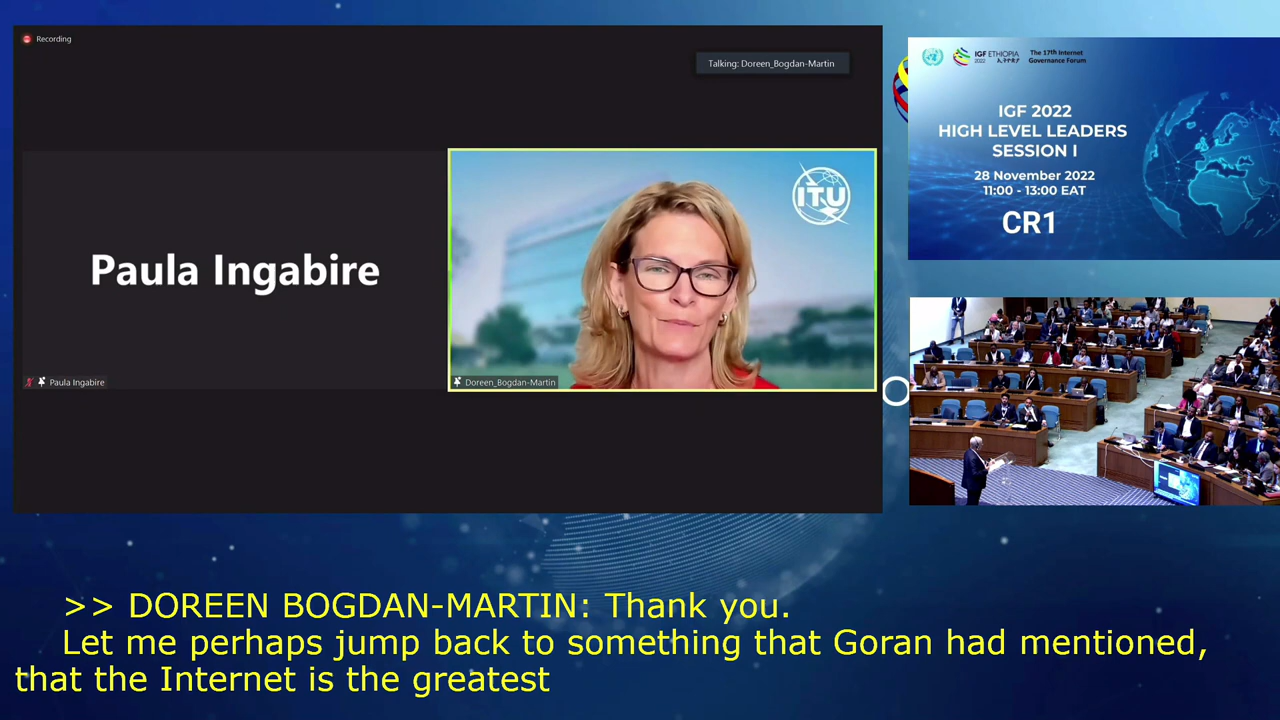 Recording
Talking: Doreen_Bogdan-Martin
Paula Ingabire
Paula Ingabire
ITU
Doreen_Bogdan-Martin
IGF ETHIOPIA
2022 ኢትዮጵያ
The 17th Internet
Governance Forum
IGF 2022
HIGH LEVEL LEADERS
SESSION I
28 November 2022
11:00 - 13:00 EAT
CR1
>> DOREEN BOGDAN-MARTIN: Thank you.
Let me perhaps jump back to something that Goran had mentioned,
that the Internet is the greatest